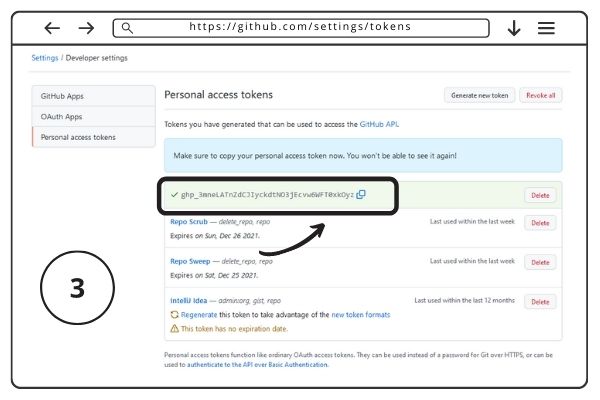 https://github.com/settings/tokens
Settings / Developer settings
GitHub Apps
OAuth Apps
Personal access tokens
Personal access tokens
Generate new token
Revoke all
Tokens you have generated that can be used to access the GitHub API.
Make sure to copy your personal access token now. You won't be able to see it again!
Delete
Repo Scrub — delete_repo, repo
Last used within the last week
Delete
Expires on Sun, Dec 26 2021.
Repo Sweep — delete_repo, repo
Last used within the last week
Delete
Expires on Sat, Dec 25 2021.
IntelliJ Idea — admin:org, gist, repo
Last used within the last 12 months
Delete
Regenerate this token to take advantage of the new token formats
This token has no expiration date.
Personal access tokens function like ordinary OAuth access tokens. They can be used instead of a password for Git over HTTPS, or can be
used to authenticate to the API over Basic Authentication.
3